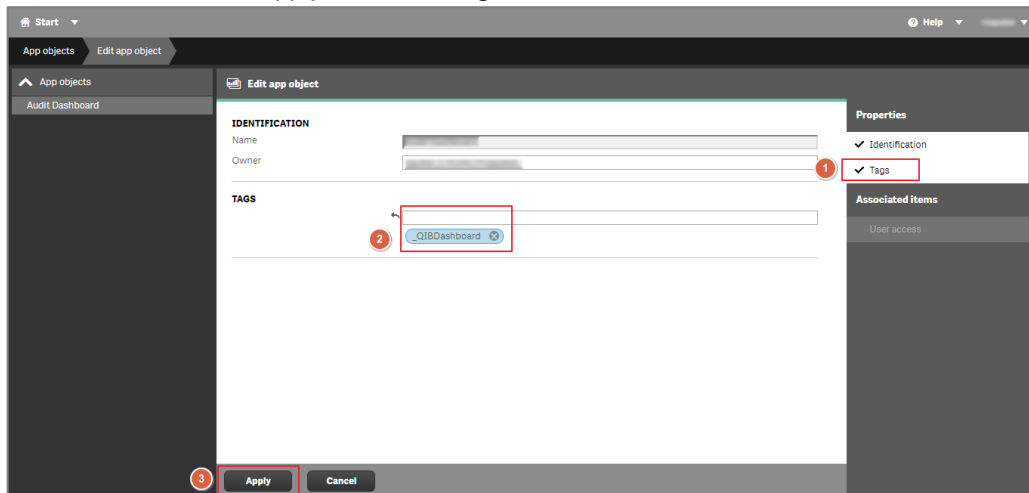 Start
Help
App objects
Edit app object
App objects
Audit Dashboard
Edit app object
IDENTIFICATION
Name
Owner
TAGS
2
_QIBDashboard
Properties
Identification
1
Tags
Associated items
User access
3
Apply
Cancel